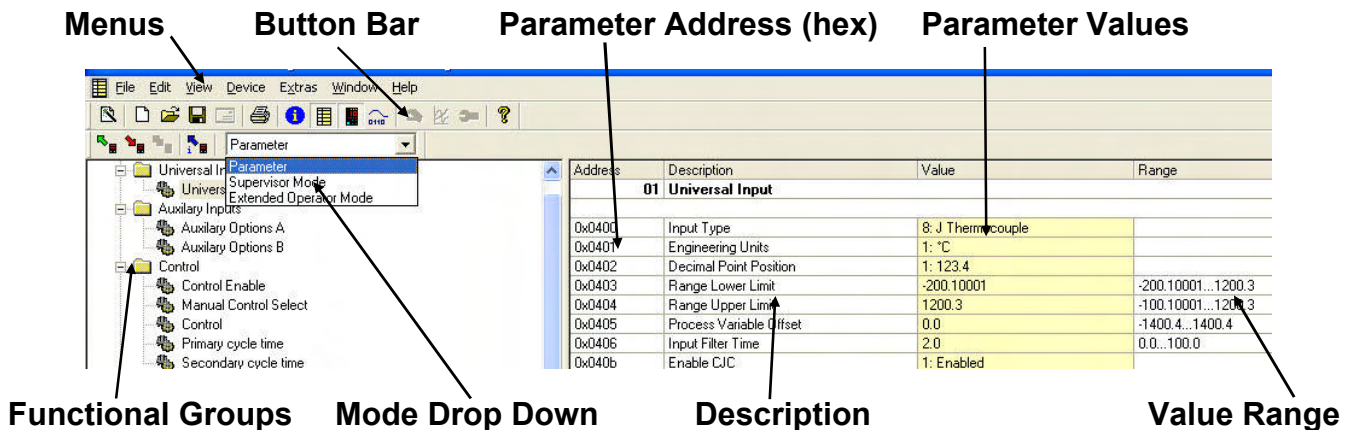 Menus Button Bar Parameter Address (hex) Parameter Values
File Edit View Device Extras Window Help
Parameter
Parameter
Supervisor Mode
Extended Operator Mode
Universal In
Univers
Auxilary Inputs
Auxilary Options A
Auxilary Options B
Control
Control Enable
Manual Control Select
Control
Primary cycle time
Secondary cycle time
Address Description Value Range
01 Universal Input
0x0400 Input Type 8: J Thermocouple
0x0401 Engineering Units 1: °C
0x0402 Decimal Point Position 1: 123.4
0x0403 Range Lower Limit -200.10001 -200.10001...1200.3
0x0404 Range Upper Limit 1200.3 -100.10001...1200.3
0x0405 Process Variable Offset 0.0 -1400.4...1400.4
0x0406 Input Filter Time 2.0 0.0...100.0
0x040b Enable CJC 1: Enabled
Functional Groups Mode Drop Down Description Value Range